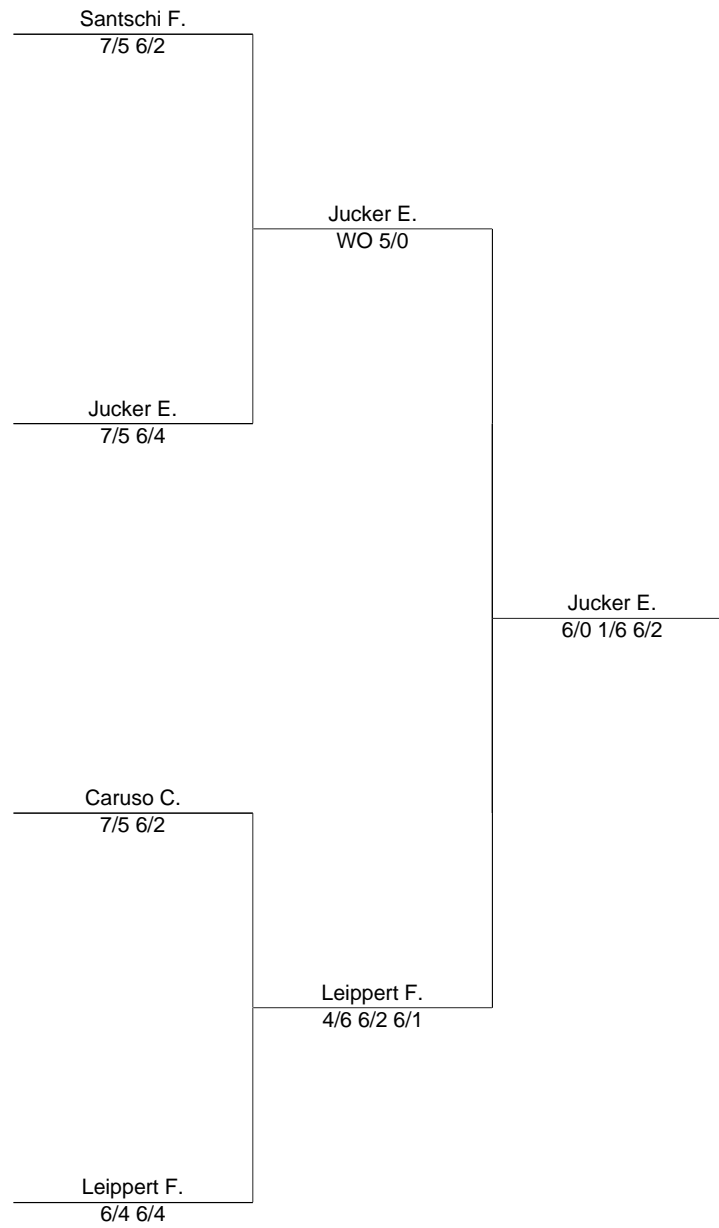 Santschi F.
7/5 6/2
Jucker E.
WO 5/0
Jucker E.
7/5 6/4
Jucker E.
6/0 1/6 6/2
Caruso C.
7/5 6/2
Leippert F.
4/6 6/2 6/1
Leippert F.
6/4 6/4